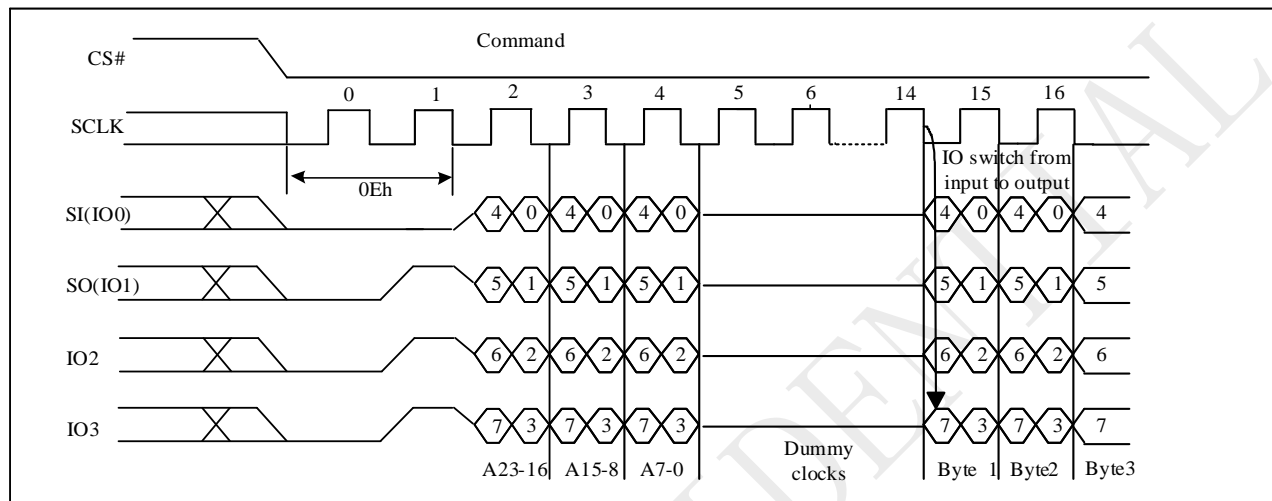 Command
CS#
0 1 2 3 4 5 6 14 15 16
SCLK
IO switch from
input to output
0Eh
SI(IO0) 4 0 4 0 4 0 4 0 4 0 4
SO(IO1) 5 1 5 1 5 1 5 1 5 1 5
IO2 6 2 6 2 6 2 6 2 6 2 6
IO3 7 3 7 3 7 3 7 3 7 3 7
Dummy
clocks
A23-16 A15-8 A7-0 Byte 1 Byte2 Byte3
DENTIAL